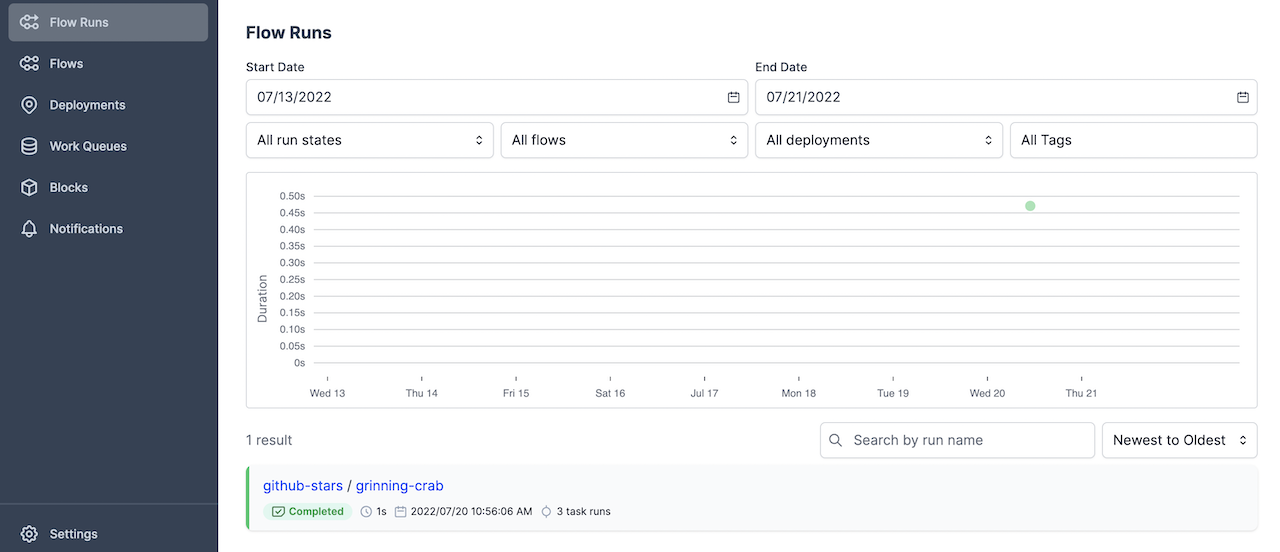 Flow Runs
Flows
Deployments
Work Queues
Blocks
Notifications
Settings
Flow Runs
Start Date
End Date
07/13/2022
07/21/2022
All run states
All flows
All deployments
All Tags
Duration
0.50s
0.45s
0.40s
0.35s
0.30s
0.25s
0.20s
0.15s
0.10s
0.05s
0s
Wed 13 Thu 14 Fri 15 Sat 16 Jul 17 Mon 18 Tue 19 Wed 20 Thu 21
1 result
Search by run name
Newest to Oldest
github-stars / grinning-crab
Completed 1s 2022/07/20 10:56:06 AM 3 task runs